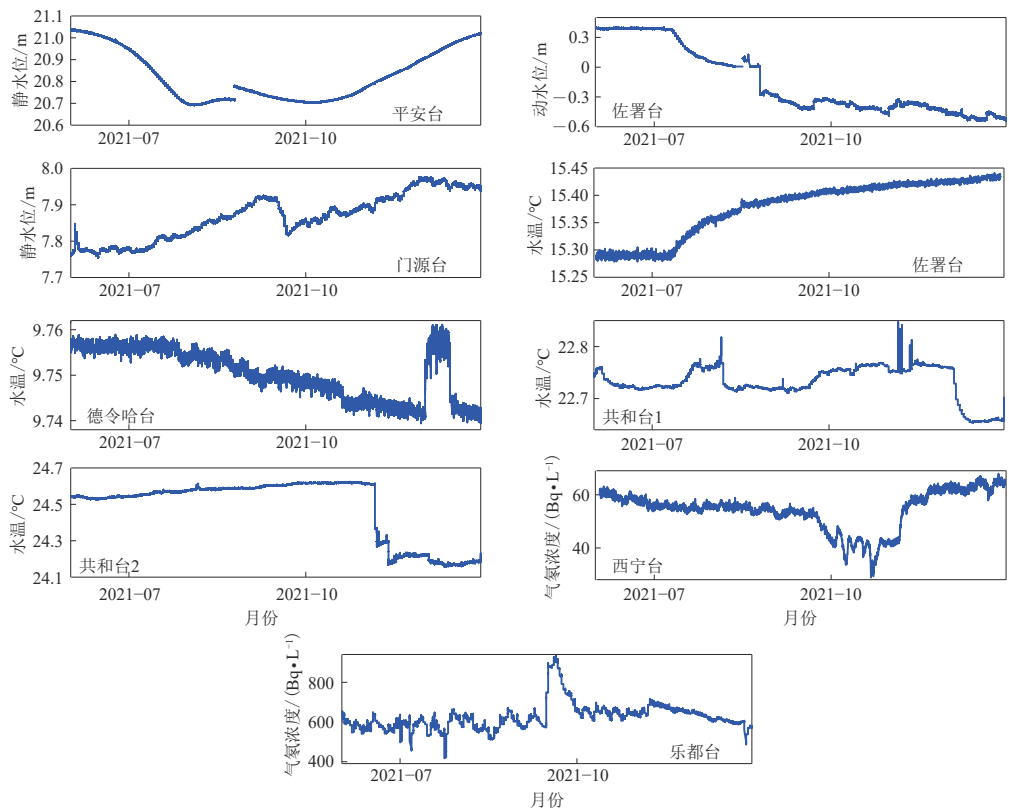 静水位/m
21.1
21.0
20.9
20.8
20.7
20.6
平安台
2021-07
2021-10
动水位/m
0.3
0
-0.3
-0.6
佐署台
2021-07
2021-10
静水位/m
8.0
7.9
7.8
7.7
门源台
2021-07
2021-10
水温/℃
15.45
15.40
15.35
15.30
15.25
佐署台
2021-07
2021-10
水温/℃
9.76
9.75
9.74
德令哈台
2021-07
2021-10
水温/℃
22.8
22.7
共和台1
2021-07
2021-10
水温/℃
24.7
24.5
24.3
24.1
共和台2
2021-07
2021-10
月份
气氡浓度/(Bq•L⁻¹)
60
40
西宁台
2021-07
2021-10
月份
气氡浓度/(Bq•L⁻¹)
800
600
400
乐都台
2021-07
2021-10
月份